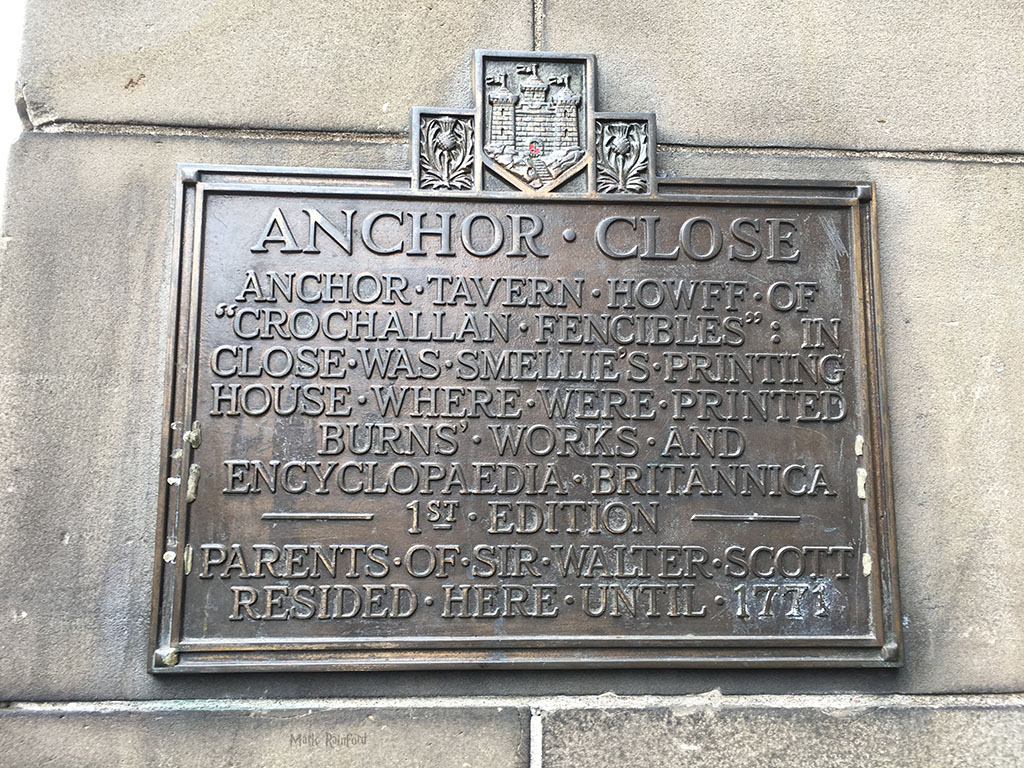 ANCHOR · CLOSE
ANCHOR · TAVERN · HOWFF · OF
“CROCHALLAN · FENCIBLES” : IN
CLOSE · WAS · SMELLIE'S · PRINTING
HOUSE · WHERE · WERE · PRINTED
BURNS' · WORKS · AND
ENCYCLOPAEDIA · BRITANNICA
1ST · EDITION
PARENTS · OF · SIR · WALTER · SCOTT
RESIDED · HERE · UNTIL · 1771
Mark Rainford